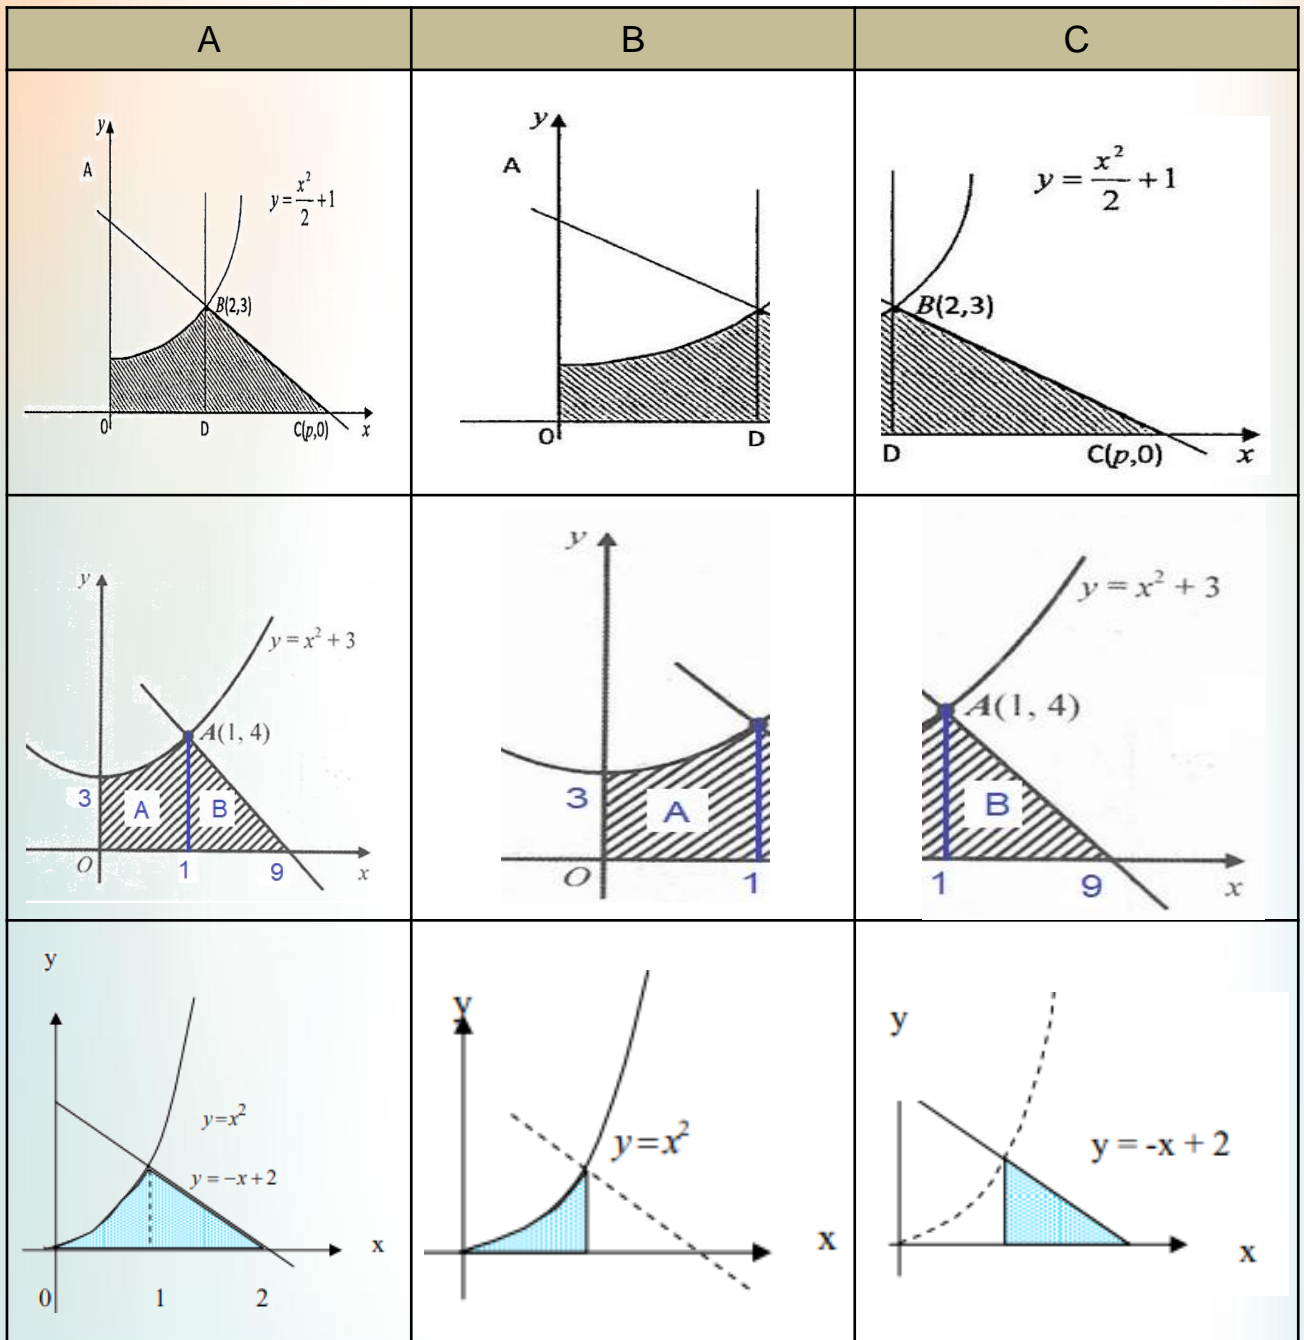 A B C
y
A
y = x²/2 + 1
B(2,3)
0 D C(p,0) x
y
A
0 D
y = x²/2 + 1
B(2,3)
D C(p,0) x
y
y = x² + 3
A(1, 4)
3 A B
O 1 9 x
y
3 A
O 1
y = x² + 3
A(1, 4)
B
1 9 x
y
y=x²
y = −x+2
x
0 1 2
y
y=x²
x
y
y = -x + 2
x